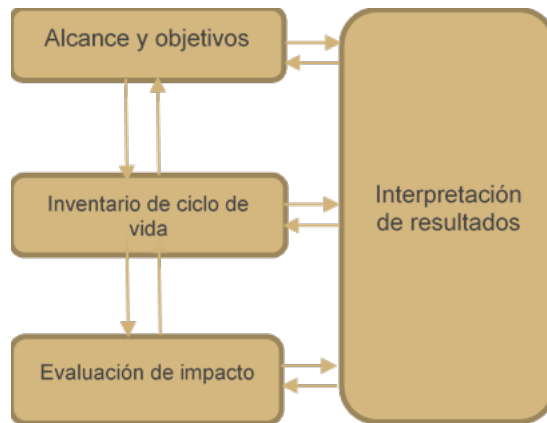 Alcance y objetivos
Inventario de ciclo de
vida
Evaluación de impacto
Interpretación
de resultados